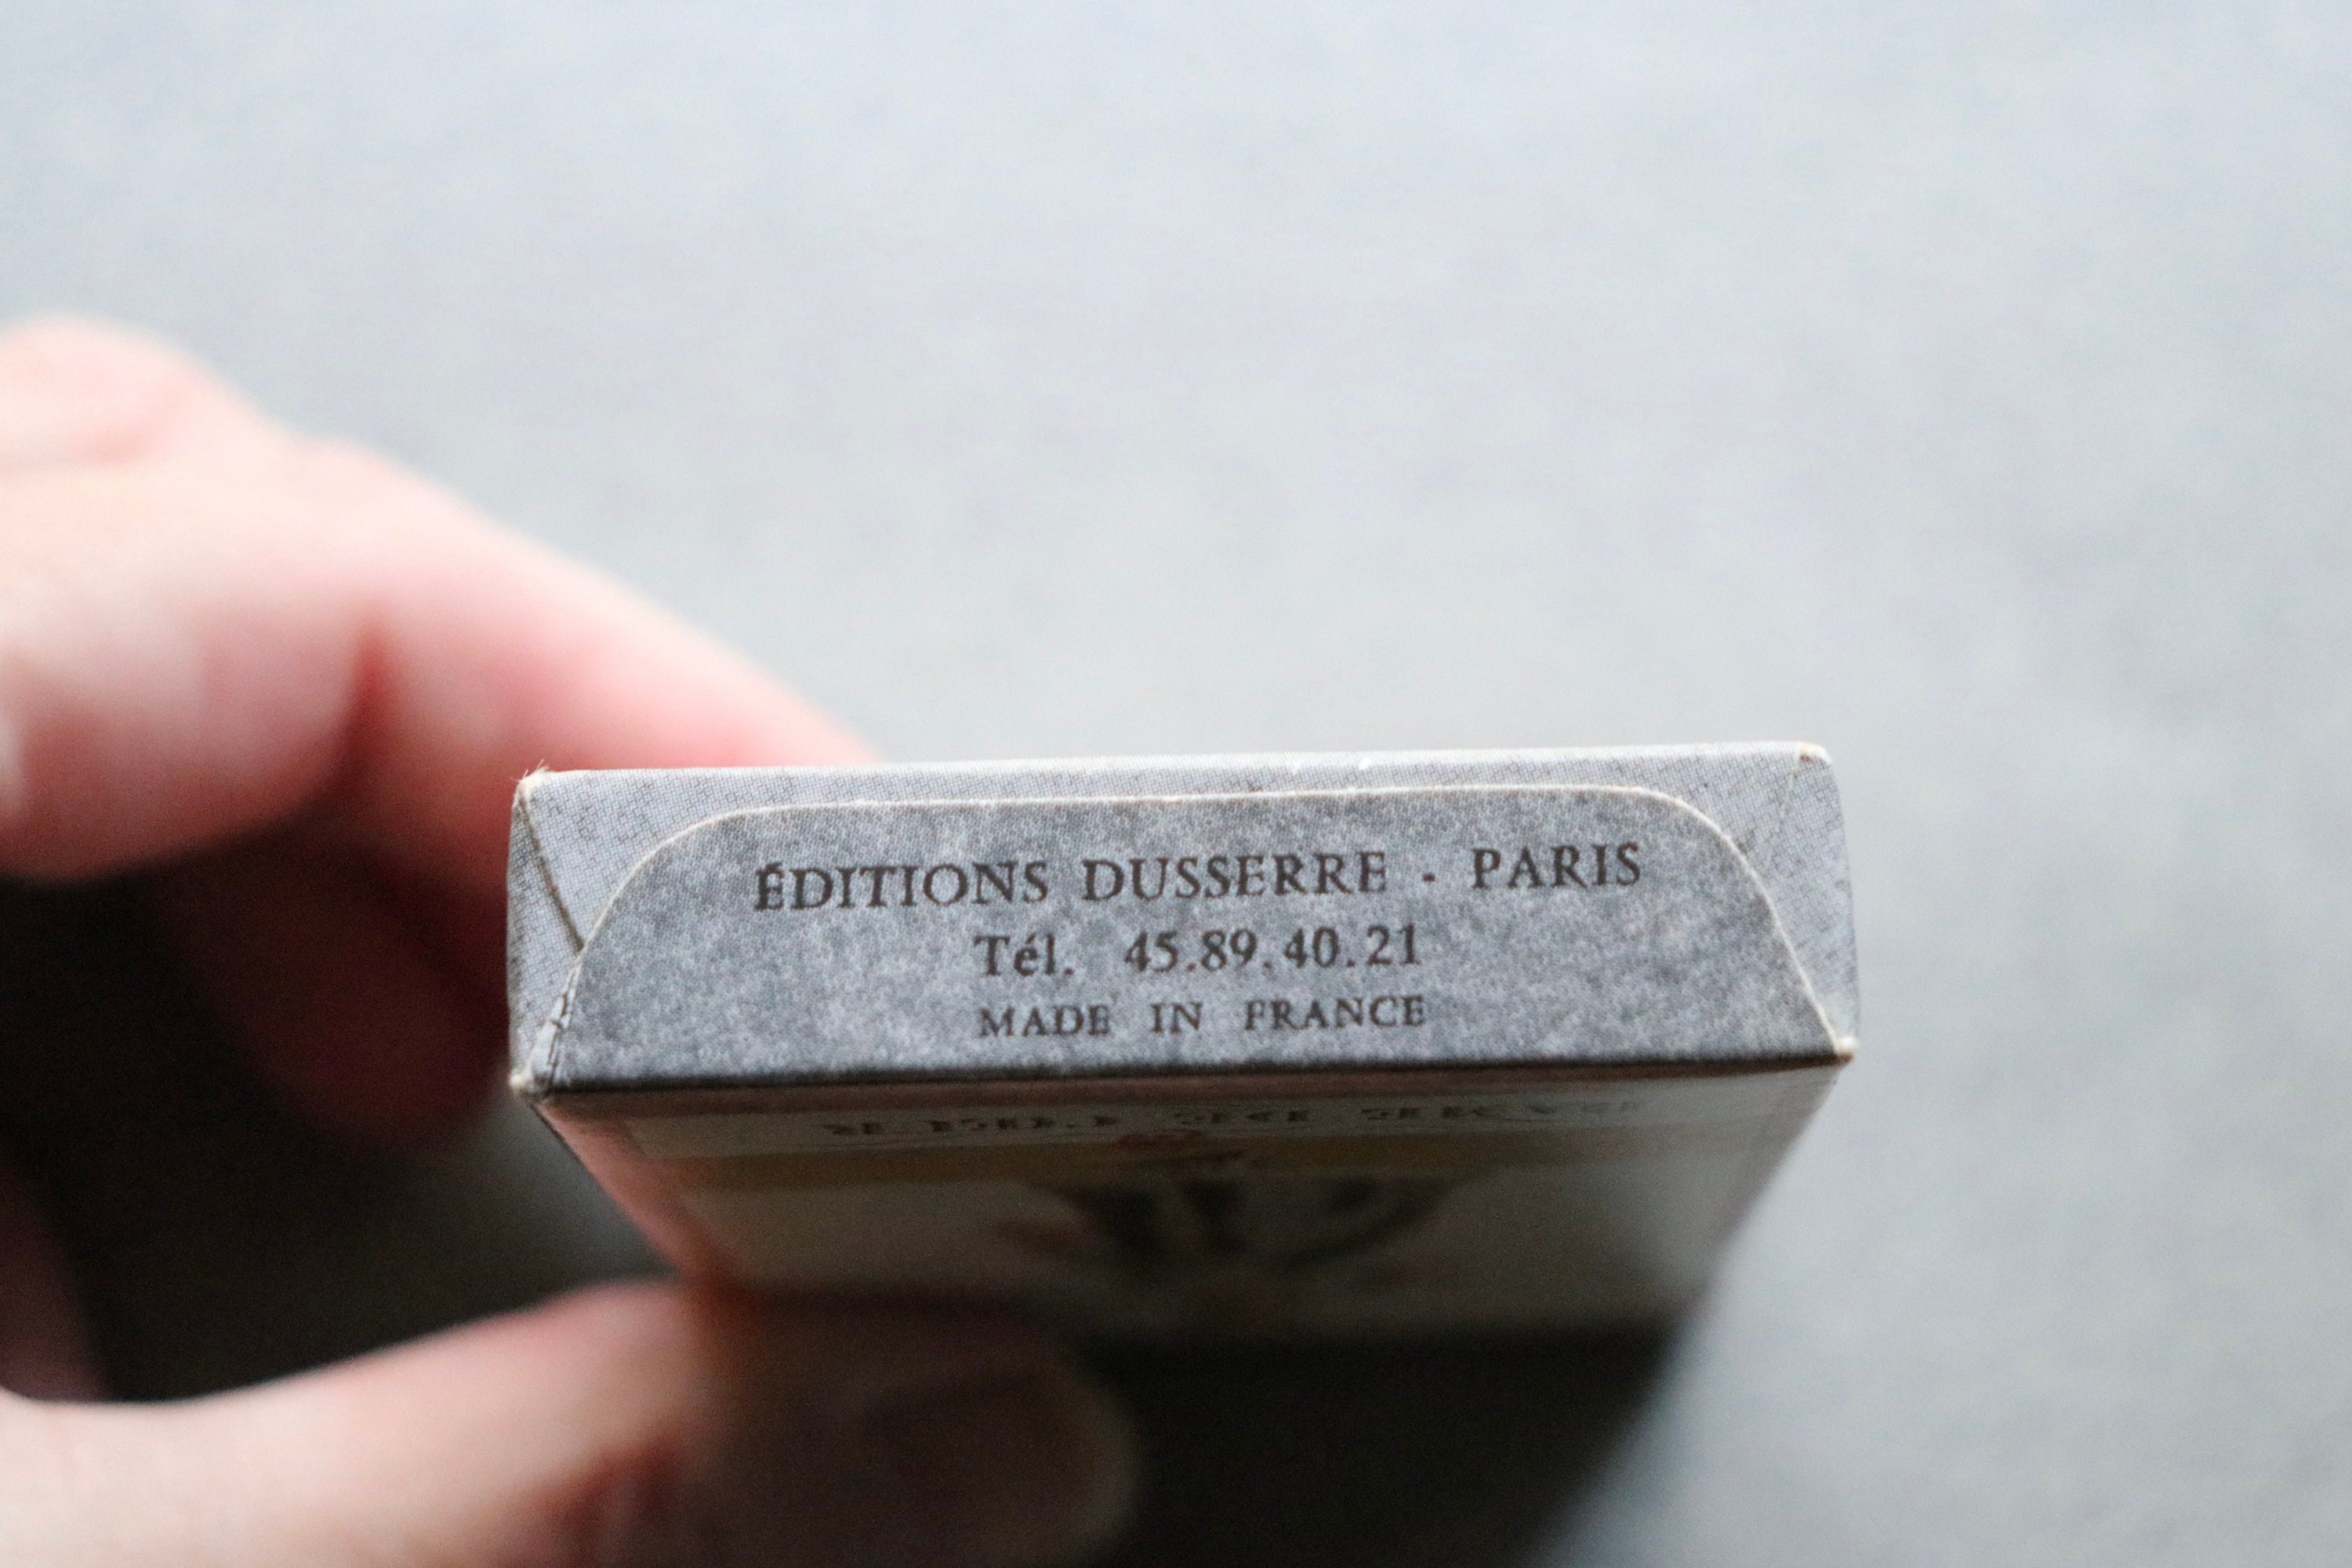 ÉDITIONS DUSSERRE - PARIS
Tél. 45.89.40.21
MADE IN FRANCE